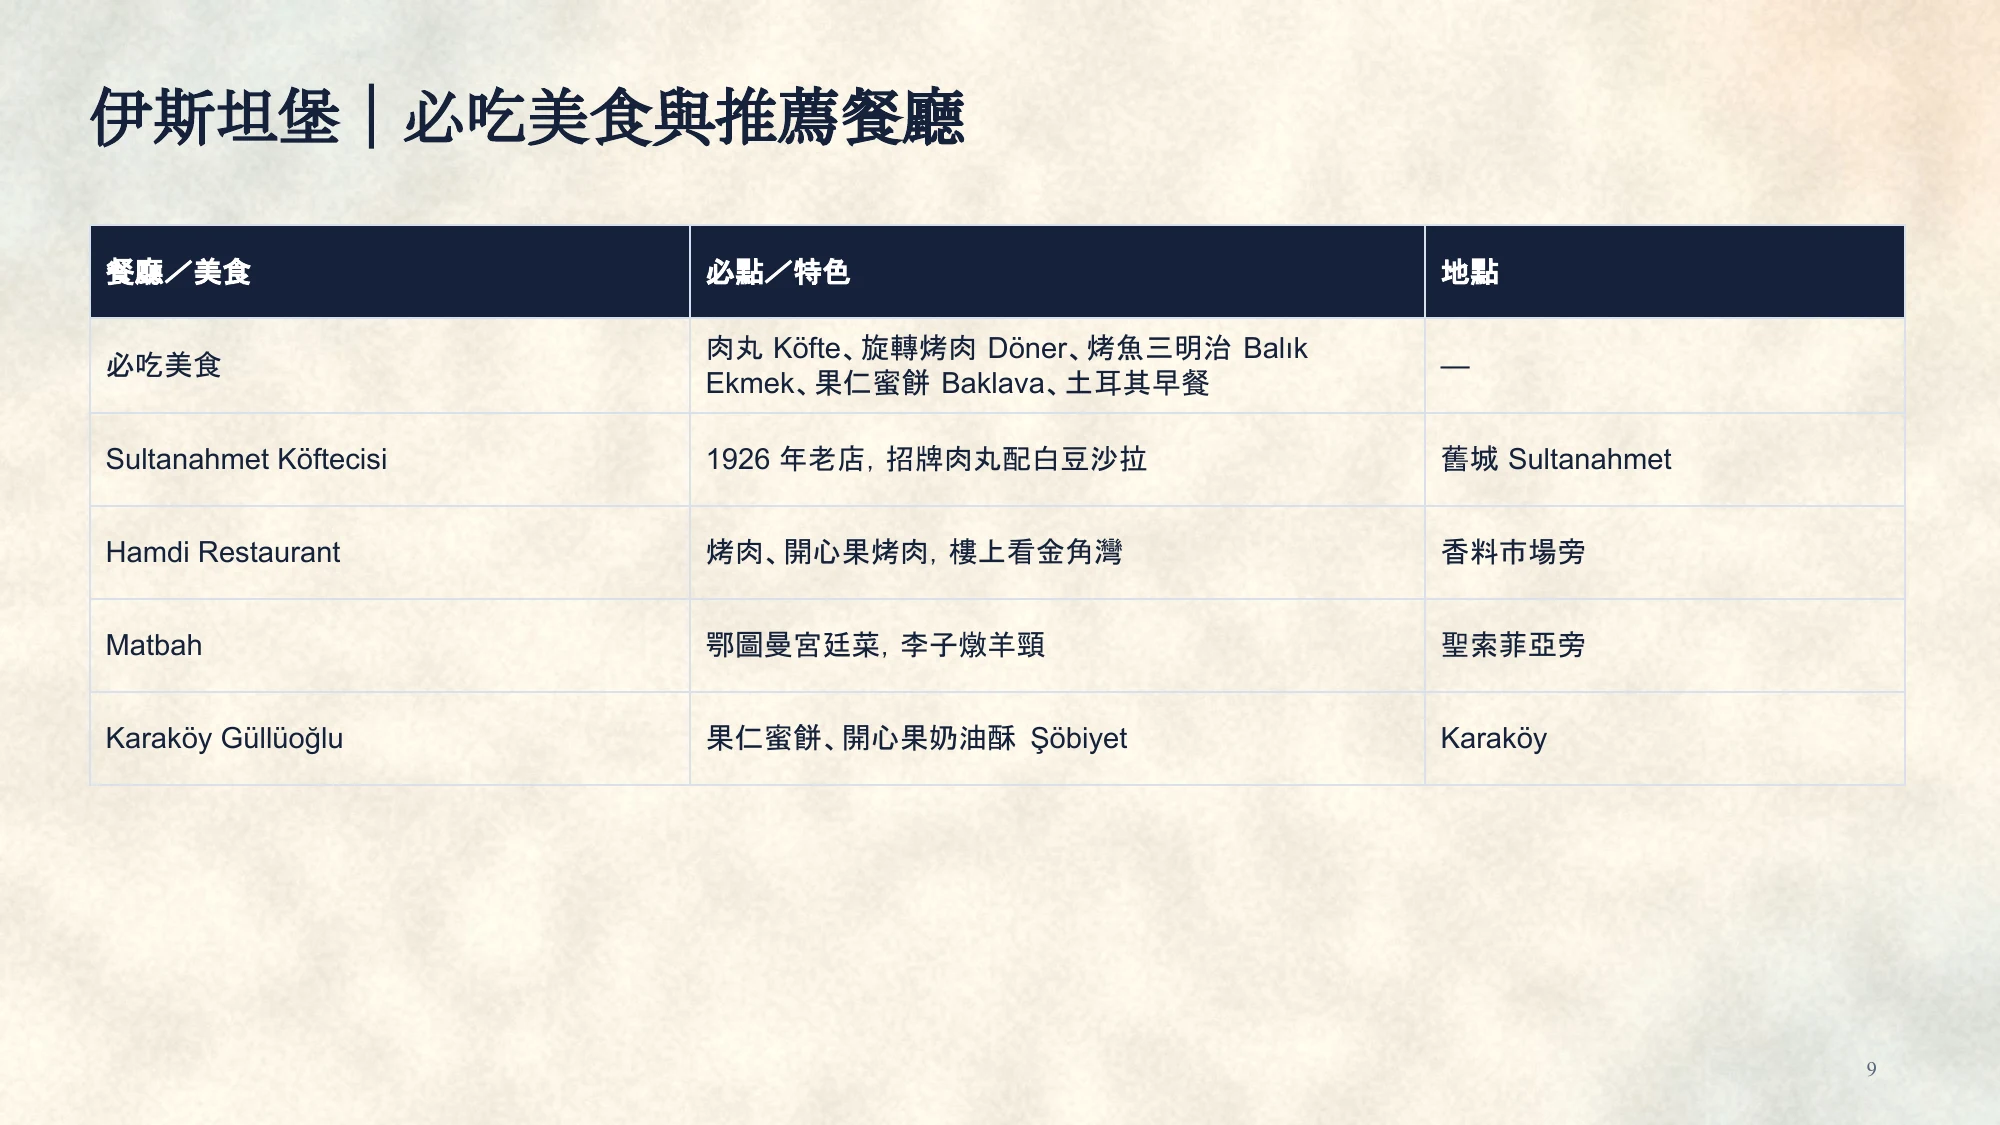 伊斯坦堡｜必吃美食與推薦餐廳
餐廳／美食
必點／特色
地點
必吃美食
肉丸 Köfte、旋轉烤肉 Döner、烤魚三明治 Balık
Ekmek、果仁蜜餅 Baklava、土耳其早餐
—
Sultanahmet Köftecisi
1926 年老店，招牌肉丸配白豆沙拉
舊城 Sultanahmet
Hamdi Restaurant
烤肉、開心果烤肉，樓上看金角灣
香料市場旁
Matbah
鄂圖曼宮廷菜，李子燉羊頸
聖索菲亞旁
Karaköy Güllüoğlu
果仁蜜餅、開心果奶油酥 Şöbiyet
Karaköy
9